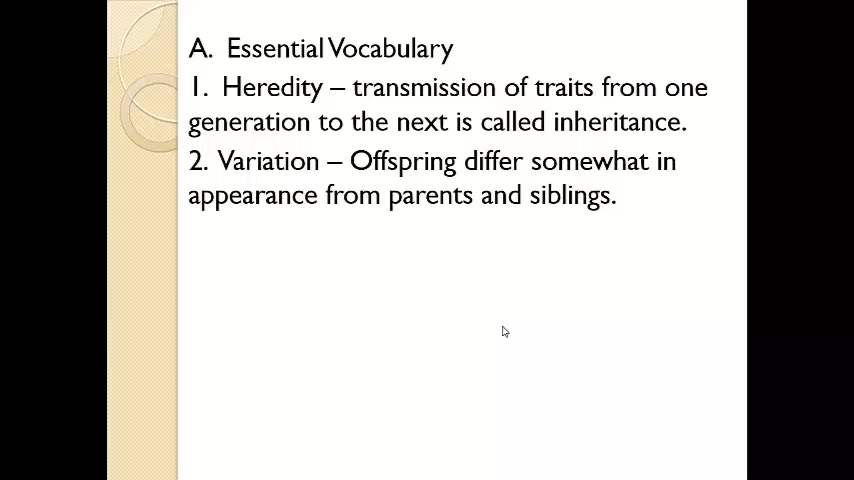 A. Essential Vocabulary
1. Heredity – transmission of traits from one
generation to the next is called inheritance.
2. Variation – Offspring differ somewhat in
appearance from parents and siblings.